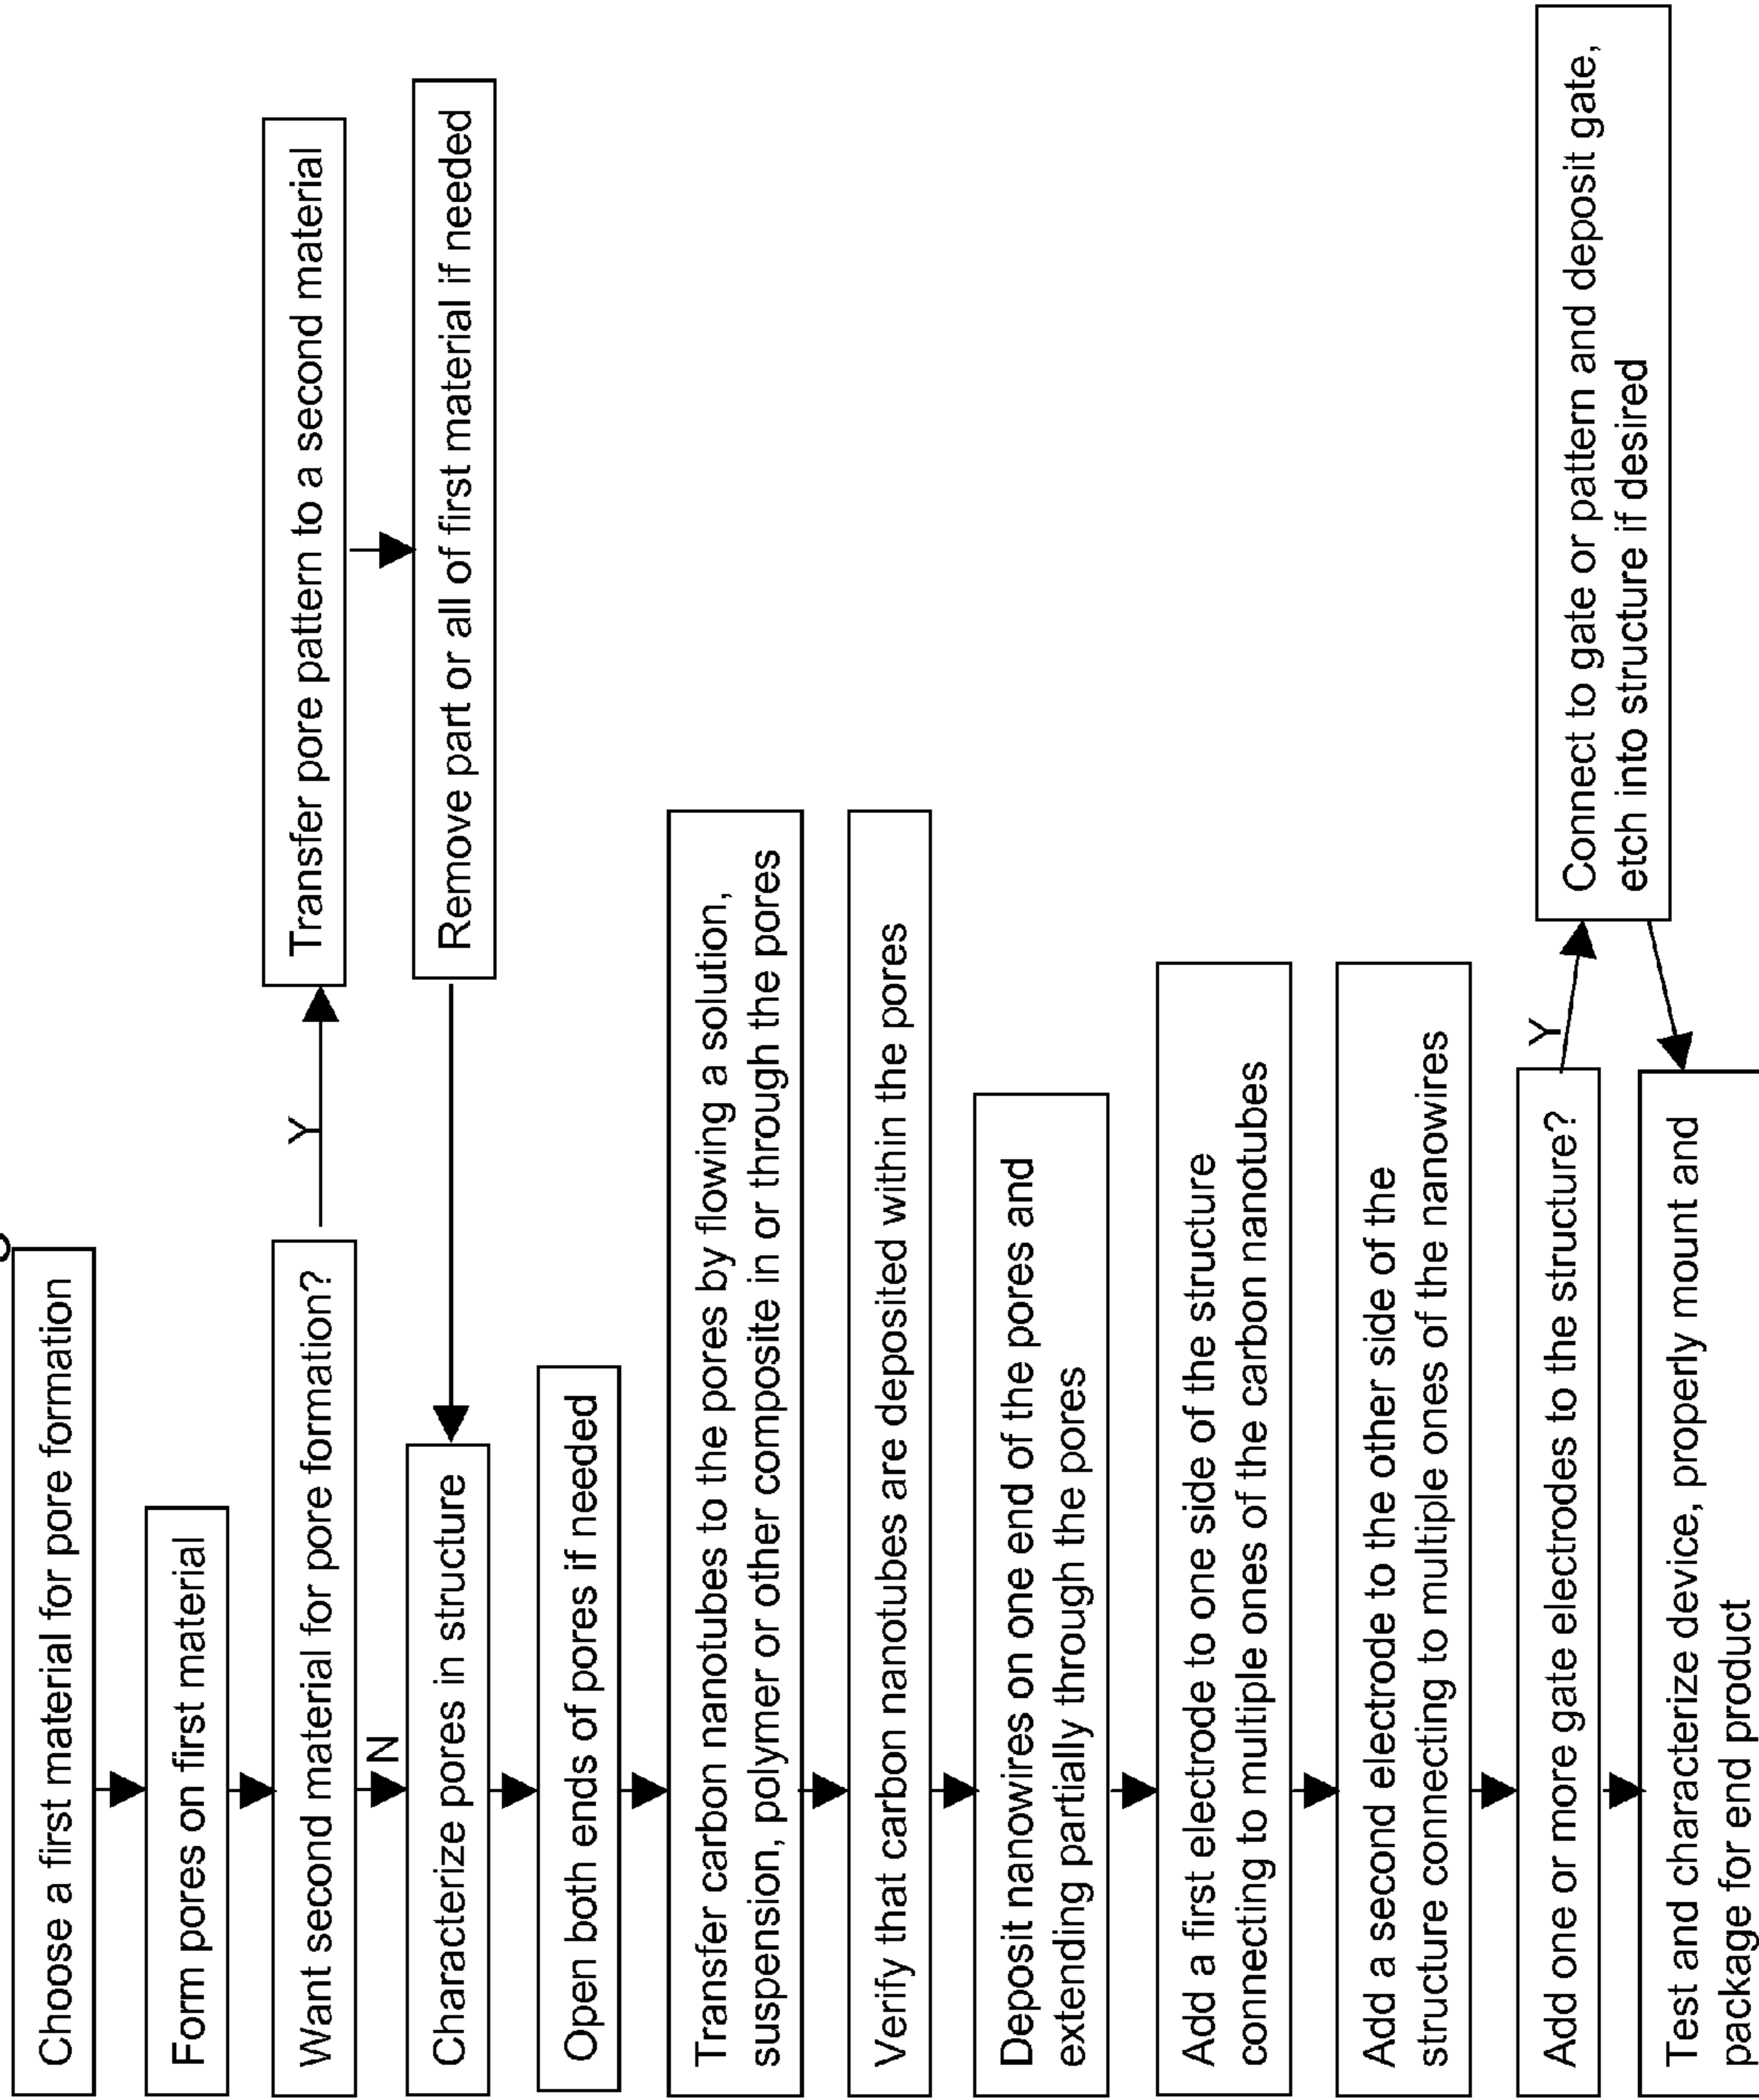 Choose a first material for pore formation
Form pores on first material
Want second material for pore formation?
Y
Transfer pore pattern to a second material
Remove part or all of first material if needed
N
Characterize pores in structure
Open both ends of pores if needed
Transfer carbon nanotubes to the pores by flowing a solution,
suspension, polymer or other composite in or through the pores
Verify that carbon nanotubes are deposited within the pores
Deposit nanowires on one end of the pores and
extending partially through the pores
Add a first electrode to one side of the structure
connecting to multiple ones of the carbon nanotubes
Add a second electrode to the other side of the
structure connecting to multiple ones of the nanowires
Add one or more gate electrodes to the structure?
Y
Connect to gate or pattern and deposit gate,
etch into structure if desired
Test and characterize device, properly mount and
package for end product